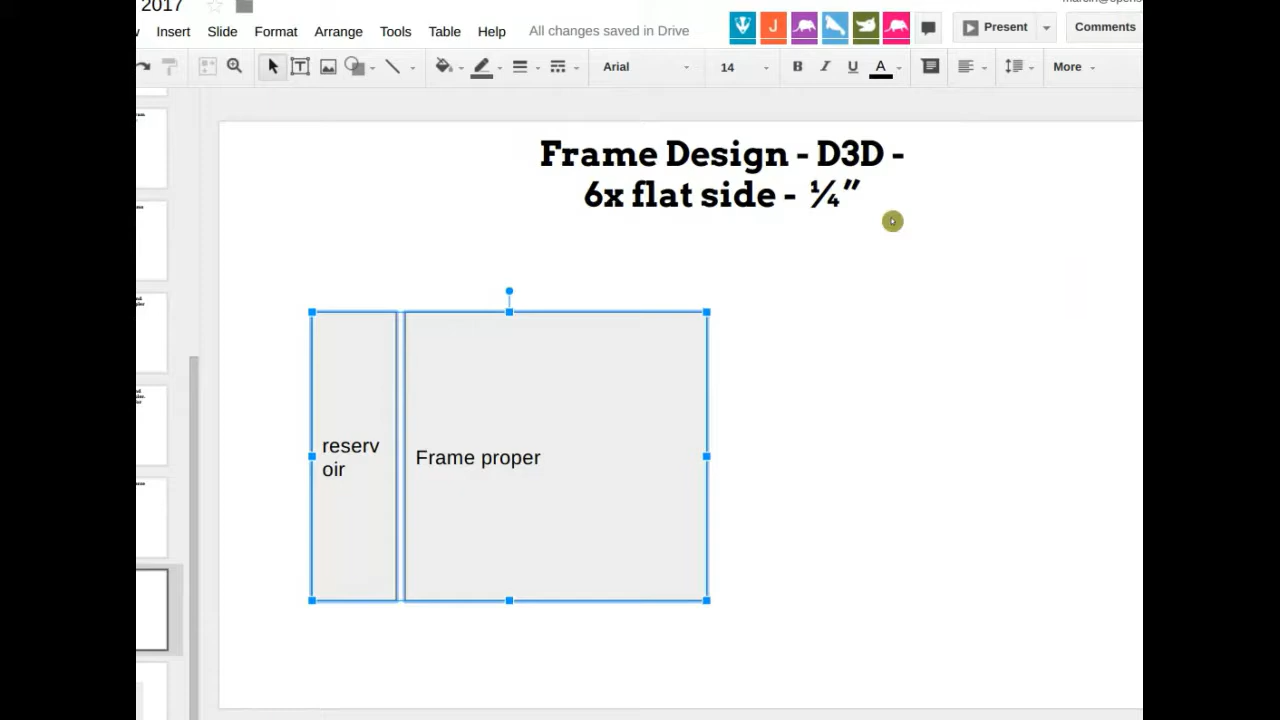 2017
Insert Slide Format Arrange Tools Table Help All changes saved in Drive J Present Comments
Arial 14 B I U A More
Frame Design - D3D -
6x flat side - ¼”
reserv
oir
Frame proper